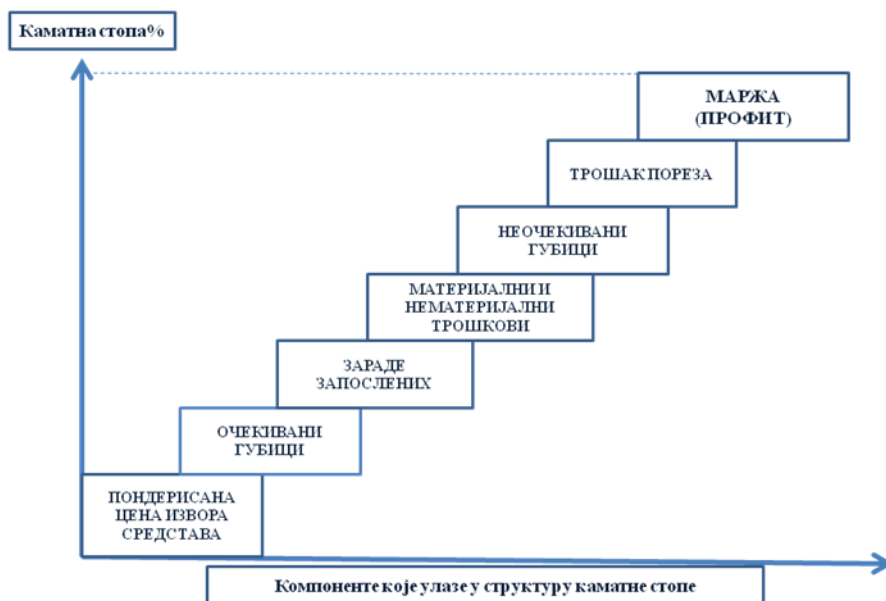 Каматна стопа%
МАРЖА
(ПРОФИТ)
ТРОШАК ПОРЕЗА
НЕОЧЕКИВАНИ
ГУБИЦИ
МАТЕРИЈАЛНИ И
НЕМАТЕРИЈАЛНИ
ТРОШКОВИ
ЗАРАДЕ
ЗАПОСЛЕНИХ
ОЧЕКИВАНИ
ГУБИЦИ
ПОНДЕРИСАНА
ЦЕНА ИЗВОРА
СРЕДСТАВА
Компоненте које улазе у структуру каматне стопе